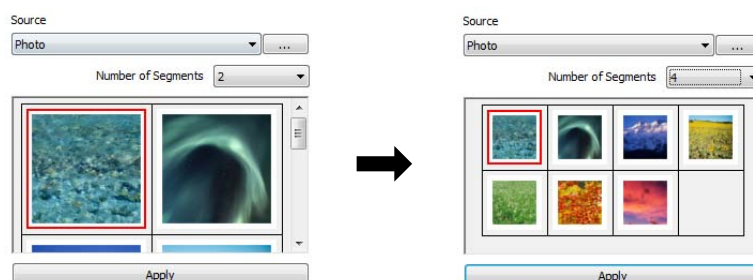 Source
Photo ...
Number of Segments 2
Apply
Source
Photo ...
Number of Segments 4
Apply